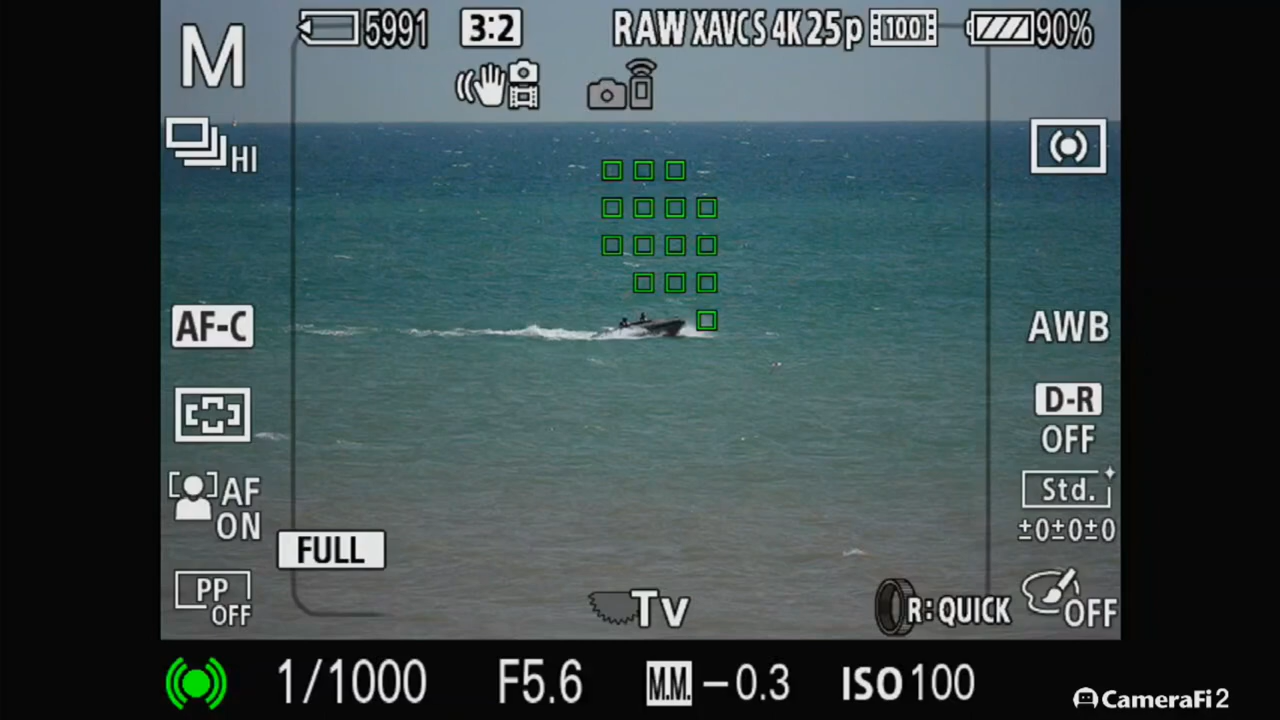 M 5991 3:2 RAW XAVC S 4K 25p 100 90%
HI
AF-C AWB
D-R
OFF
AF
ON
Std.
±0±0±0
FULL
PP
OFF
Tv
R: QUICK
OFF
1/1000 F5.6 M.M. −0.3 ISO 100
CameraFi 2